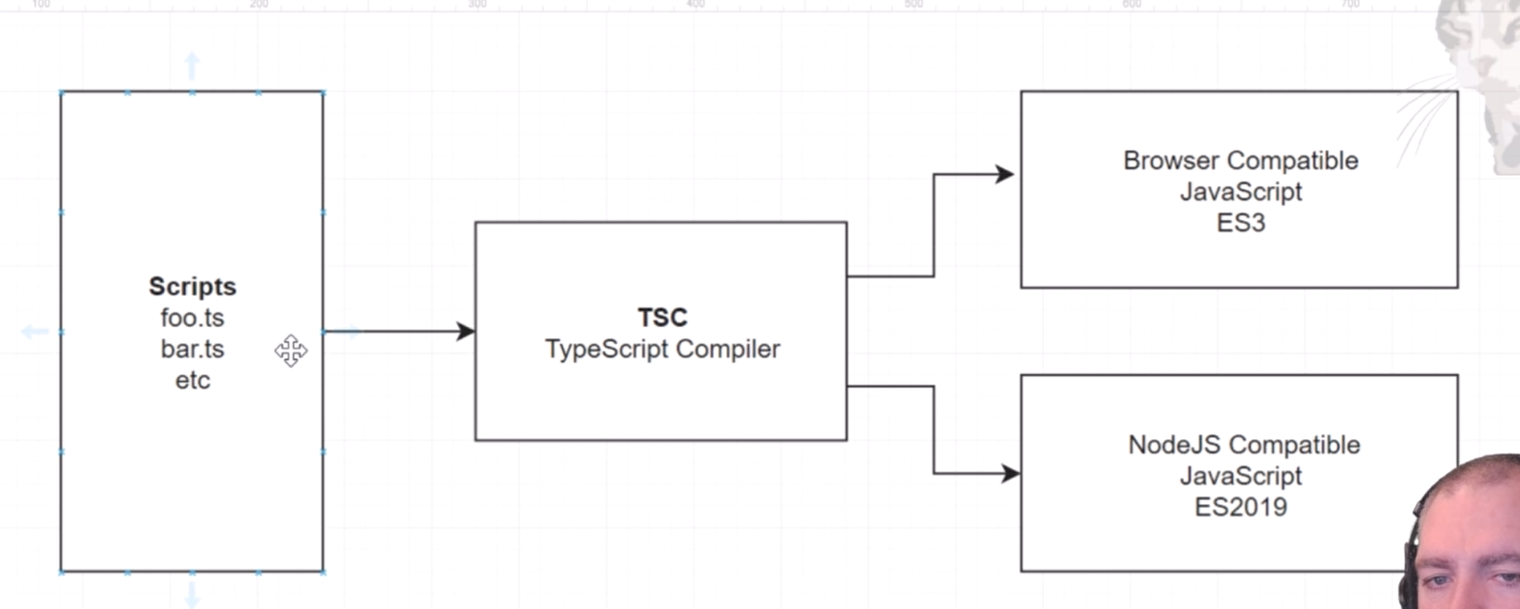 100
200
300
400
500
600
700
Scripts
foo.ts
bar.ts
etc
TSC
TypeScript Compiler
Browser Compatible
JavaScript
ES3
NodeJS Compatible
JavaScript
ES2019